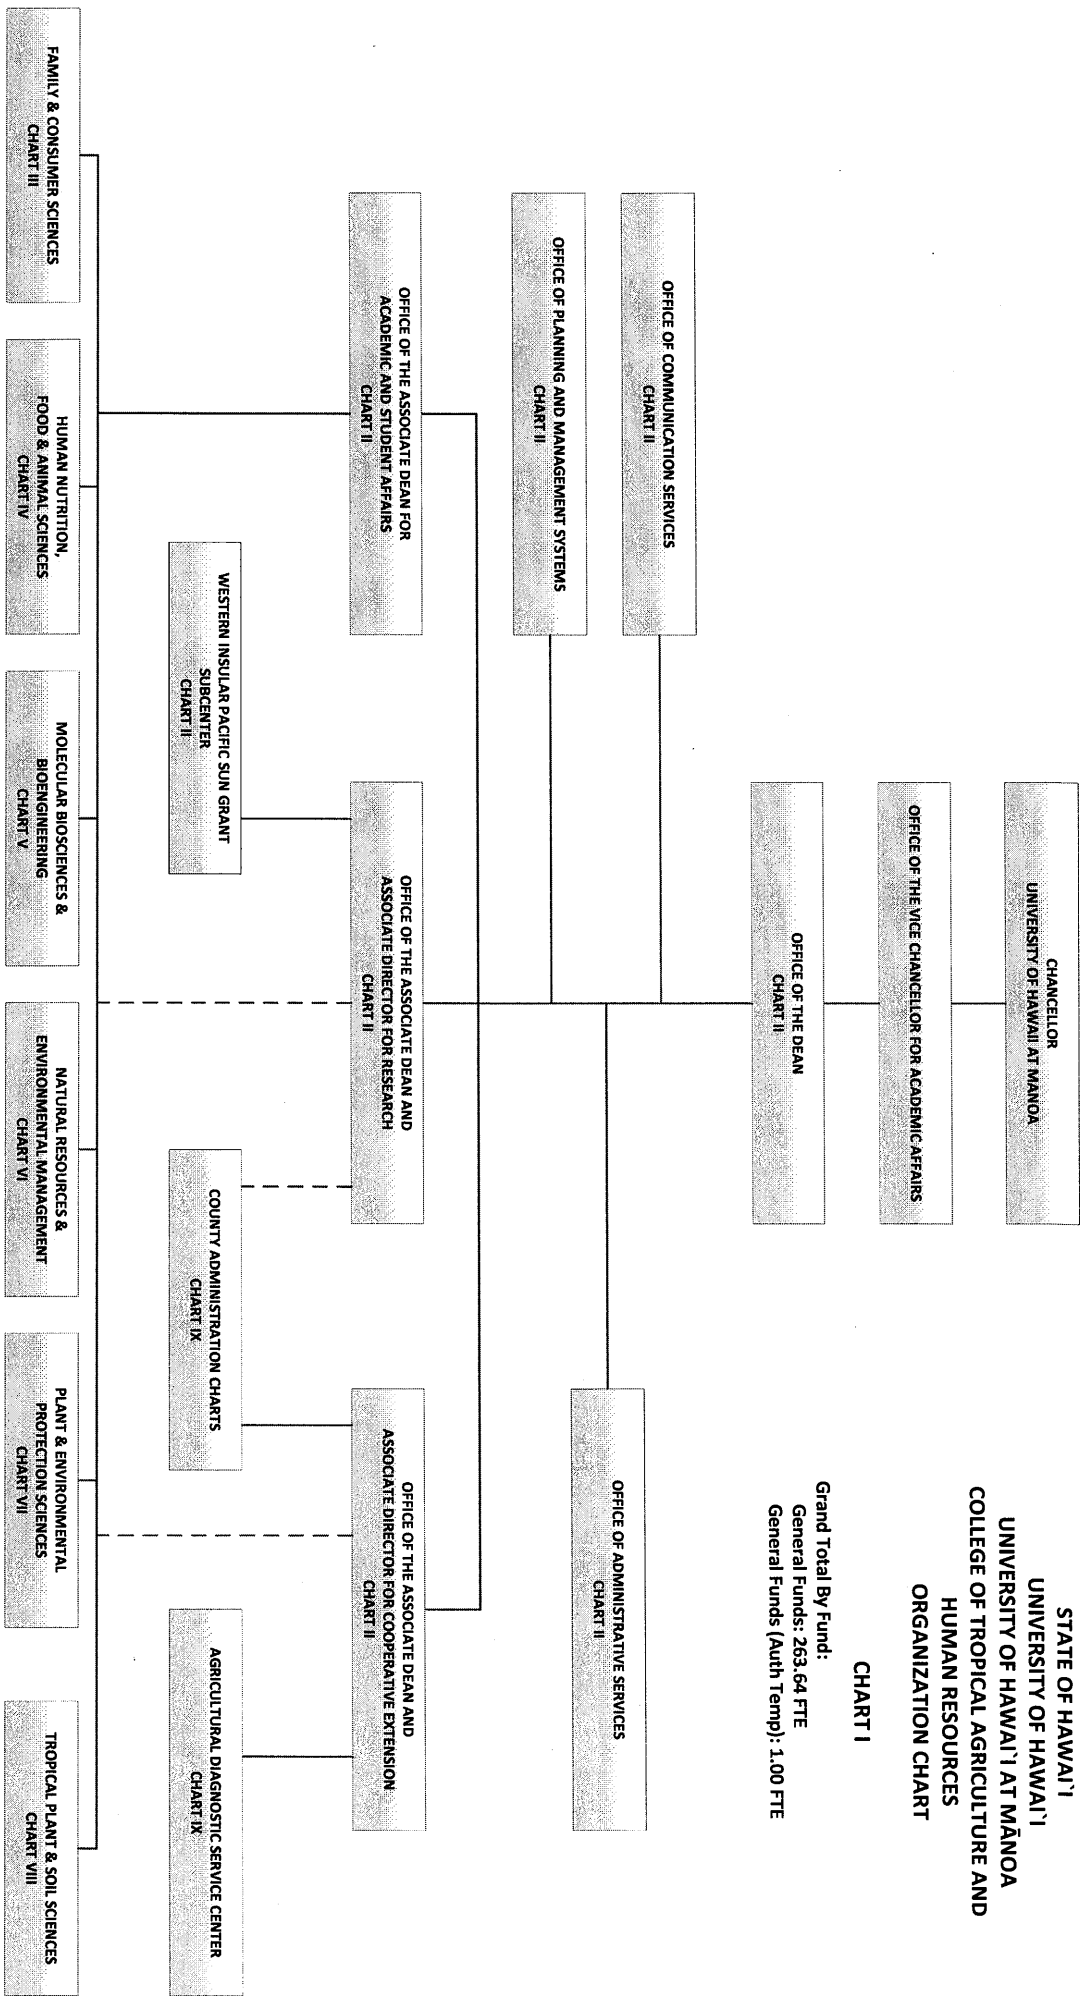 STATE OF HAWAI`I
UNIVERSITY OF HAWAI`I
UNIVERSITY OF HAWAI`I AT MĀNOA
COLLEGE OF TROPICAL AGRICULTURE AND
HUMAN RESOURCES
ORGANIZATION CHART
CHART I
Grand Total By Fund:
General Funds: 263.64 FTE
General Funds (Auth Temp): 1.00 FTE
CHANCELLOR
UNIVERSITY OF HAWAII AT MANOA
OFFICE OF THE VICE CHANCELLOR FOR ACADEMIC AFFAIRS
OFFICE OF THE DEAN
CHART II
OFFICE OF COMMUNICATION SERVICES
CHART II
OFFICE OF ADMINISTRATIVE SERVICES
CHART II
OFFICE OF PLANNING AND MANAGEMENT SYSTEMS
CHART II
OFFICE OF THE ASSOCIATE DEAN FOR
ACADEMIC AND STUDENT AFFAIRS
CHART II
OFFICE OF THE ASSOCIATE DEAN AND
ASSOCIATE DIRECTOR FOR RESEARCH
CHART II
OFFICE OF THE ASSOCIATE DEAN AND
ASSOCIATE DIRECTOR FOR COOPERATIVE EXTENSION
CHART II
WESTERN INSULAR PACIFIC SUN GRANT
SUBCENTER
CHART II
COUNTY ADMINISTRATION CHARTS
CHART IX
AGRICULTURAL DIAGNOSTIC SERVICE CENTER
CHART IX
FAMILY & CONSUMER SCIENCES
CHART III
HUMAN NUTRITION,
FOOD & ANIMAL SCIENCES
CHART IV
MOLECULAR BIOSCIENCES &
BIOENGINEERING
CHART V
NATURAL RESOURCES &
ENVIRONMENTAL MANAGEMENT
CHART VI
PLANT & ENVIRONMENTAL
PROTECTION SCIENCES
CHART VII
TROPICAL PLANT & SOIL SCIENCES
CHART VIII